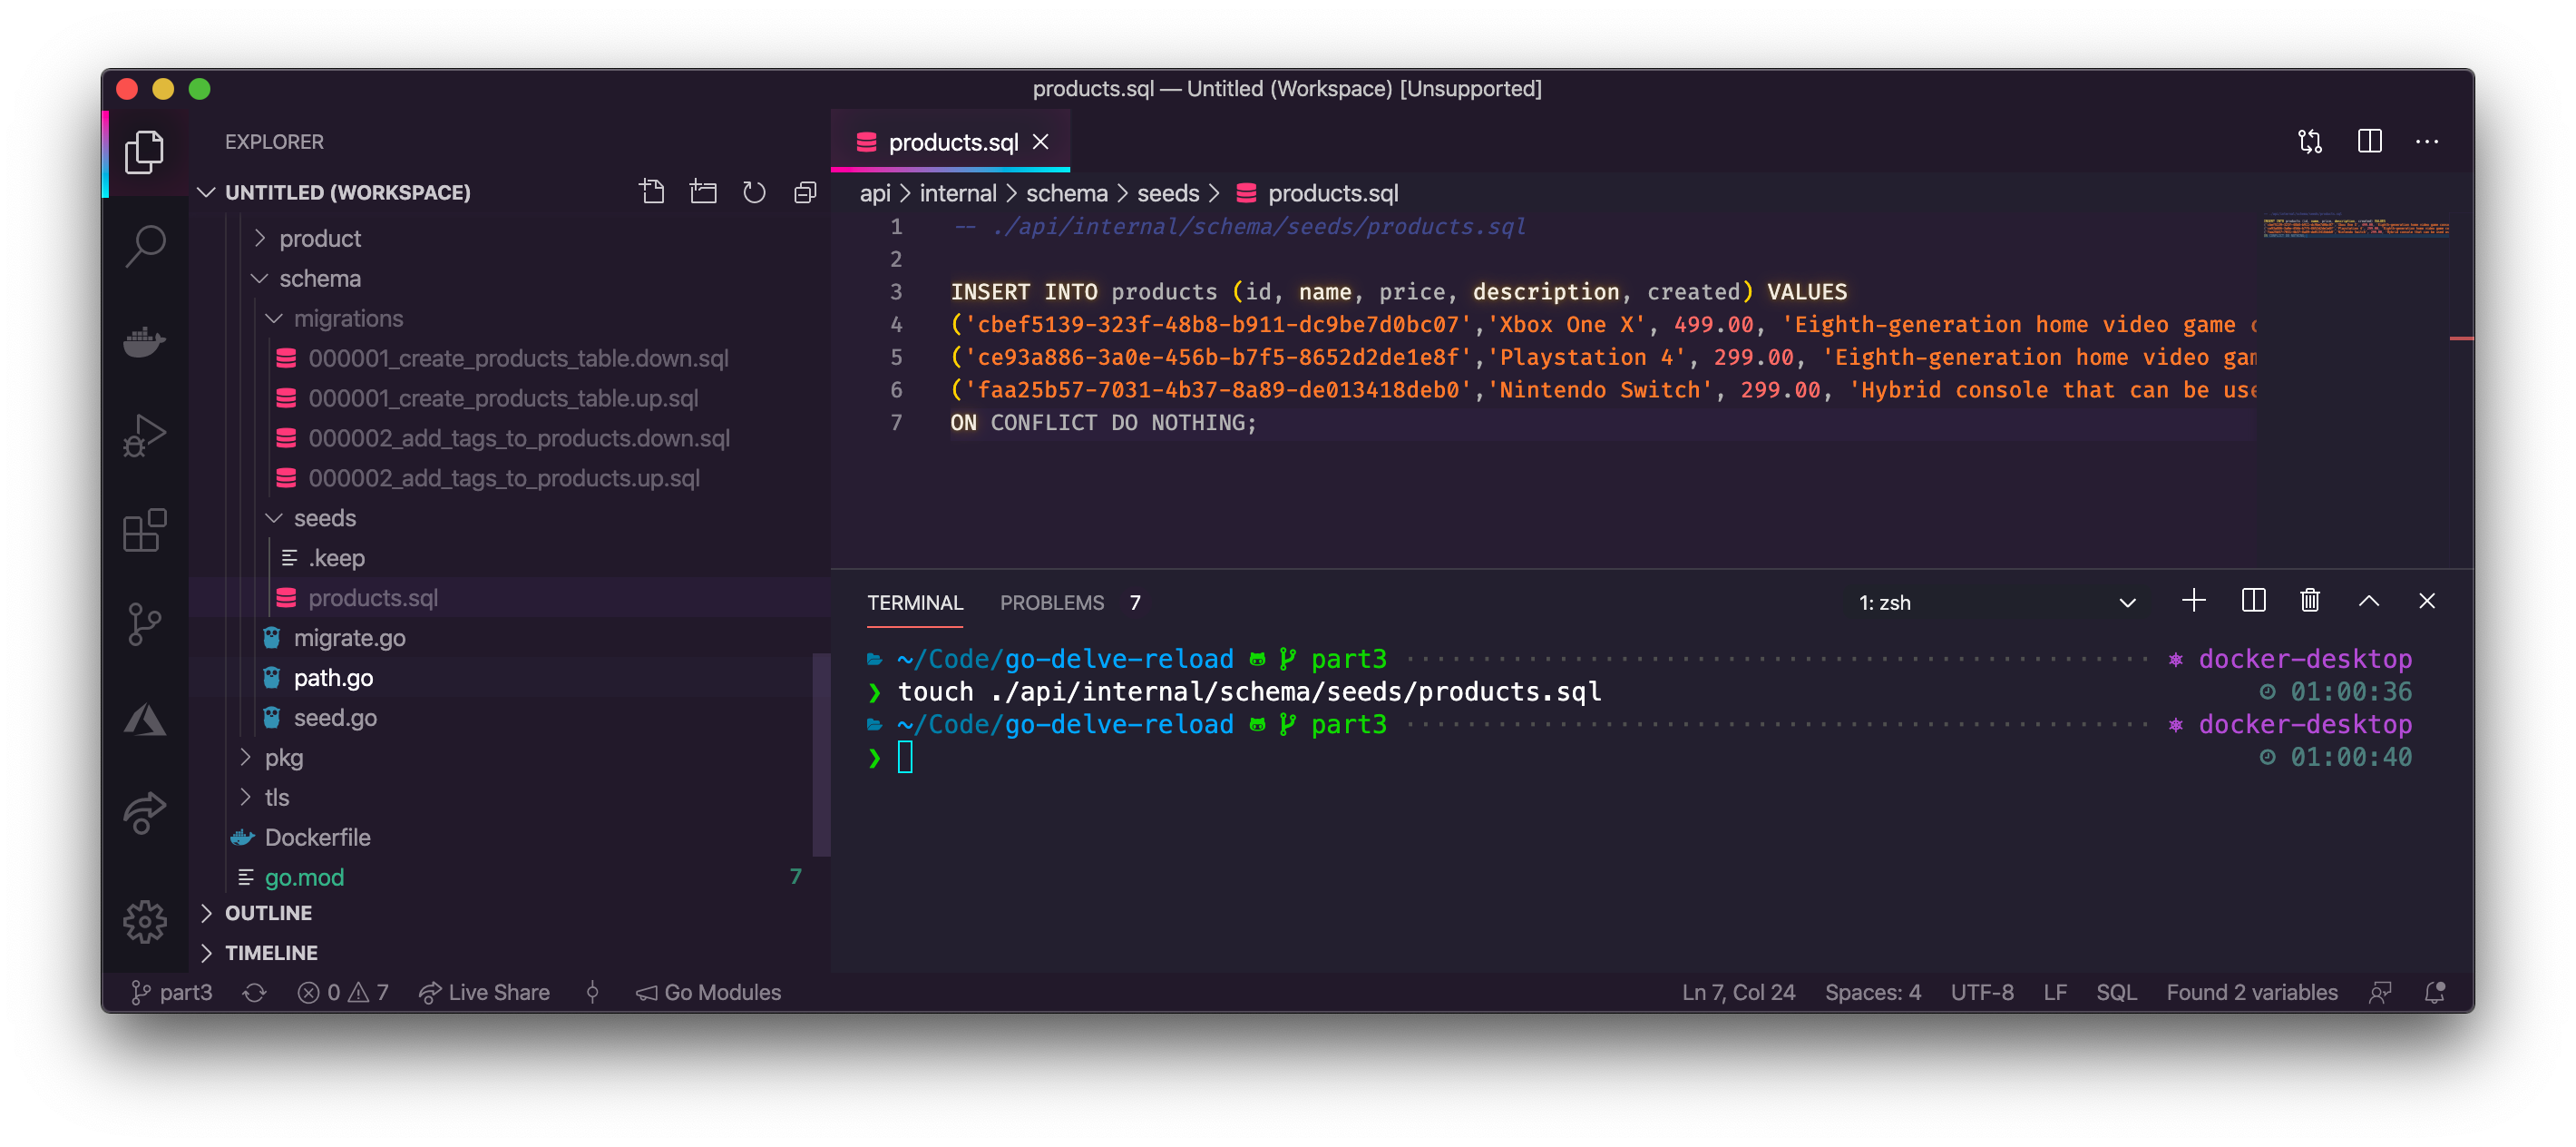 products.sql — Untitled (Workspace) [Unsupported]
EXPLORER
UNTITLED (WORKSPACE)
product
schema
migrations
000001_create_products_table.down.sql
000001_create_products_table.up.sql
000002_add_tags_to_products.down.sql
000002_add_tags_to_products.up.sql
seeds
.keep
products.sql
migrate.go
path.go
seed.go
pkg
tls
Dockerfile
go.mod 7
OUTLINE
TIMELINE
products.sql
api > internal > schema > seeds > products.sql
1 -- ./api/internal/schema/seeds/products.sql
2
3 INSERT INTO products (id, name, price, description, created) VALUES
4 ('cbef5139-323f-48b8-b911-dc9be7d0bc07','Xbox One X', 499.00, 'Eighth-generation home video game c
5 ('ce93a886-3a0e-456b-b7f5-8652d2de1e8f','Playstation 4', 299.00, 'Eighth-generation home video gam
6 ('faa25b57-7031-4b37-8a89-de013418deb0','Nintendo Switch', 299.00, 'Hybrid console that can be use
7 ON CONFLICT DO NOTHING;
TERMINAL PROBLEMS 7 1: zsh
~/Code/go-delve-reload part3 docker-desktop
❯ touch ./api/internal/schema/seeds/products.sql 01:00:36
~/Code/go-delve-reload part3 docker-desktop
❯ 01:00:40
part3 0 7 Live Share Go Modules Ln 7, Col 24 Spaces: 4 UTF-8 LF SQL Found 2 variables